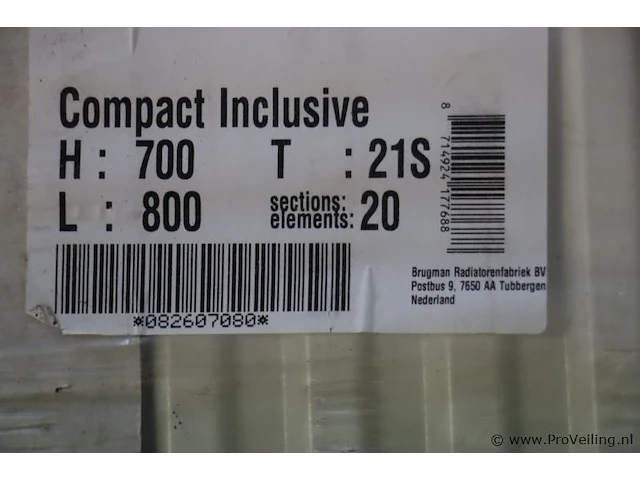 Compact Inclusive
H : 700 T : 21S
L : 800 sections: elements: 20
8 714924 177688
*082607080*
Brugman Radiatorenfabriek BV
Postbus 9, 7650 AA Tubbergen
Nederland
© www.ProVeiling.nl